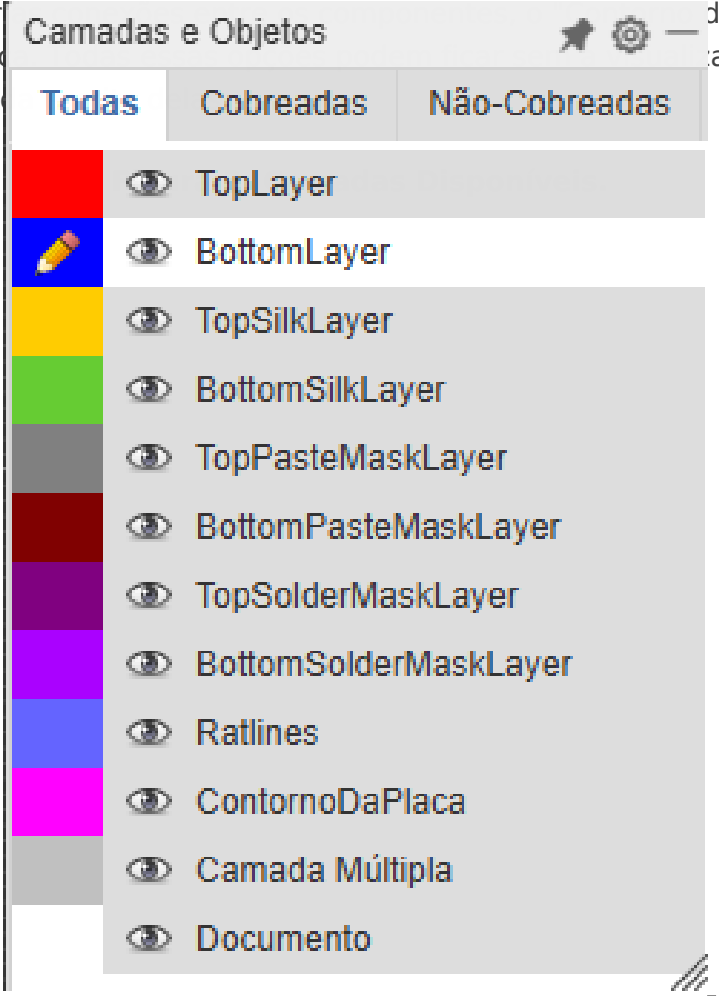 Camadas e Objetos
Todas Cobreadas Não-Cobreadas
TopLayer
BottomLayer
TopSilkLayer
BottomSilkLayer
TopPasteMaskLayer
BottomPasteMaskLayer
TopSolderMaskLayer
BottomSolderMaskLayer
Ratlines
ContornoDaPlaca
Camada Múltipla
Documento